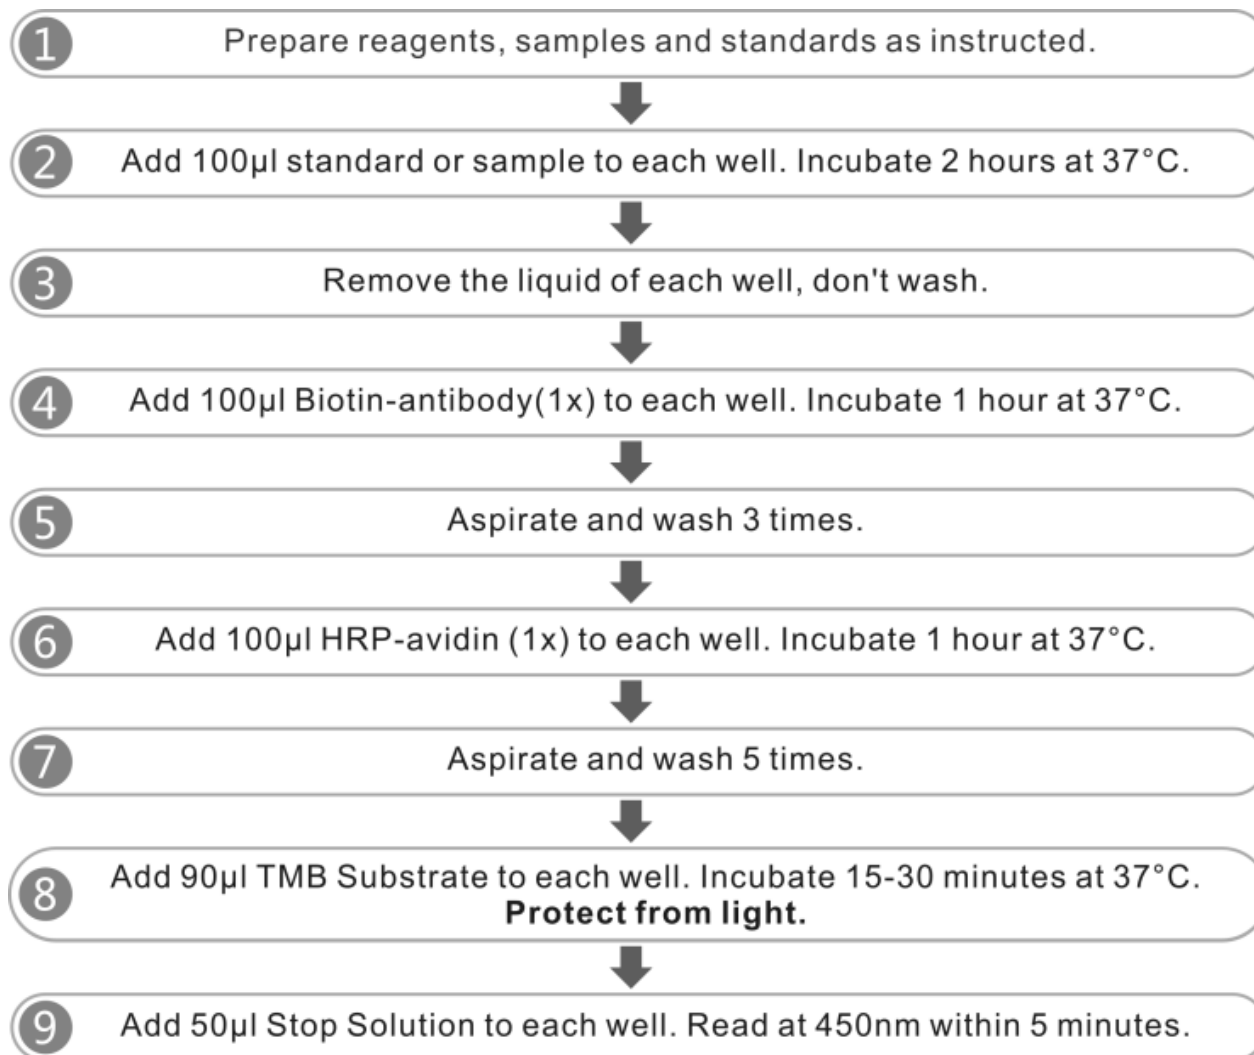 1 Prepare reagents, samples and standards as instructed.
2 Add 100µl standard or sample to each well. Incubate 2 hours at 37°C.
3 Remove the liquid of each well, don't wash.
4 Add 100µl Biotin-antibody(1x) to each well. Incubate 1 hour at 37°C.
5 Aspirate and wash 3 times.
6 Add 100µl HRP-avidin (1x) to each well. Incubate 1 hour at 37°C.
7 Aspirate and wash 5 times.
8 Add 90µl TMB Substrate to each well. Incubate 15-30 minutes at 37°C.
Protect from light.
9 Add 50µl Stop Solution to each well. Read at 450nm within 5 minutes.